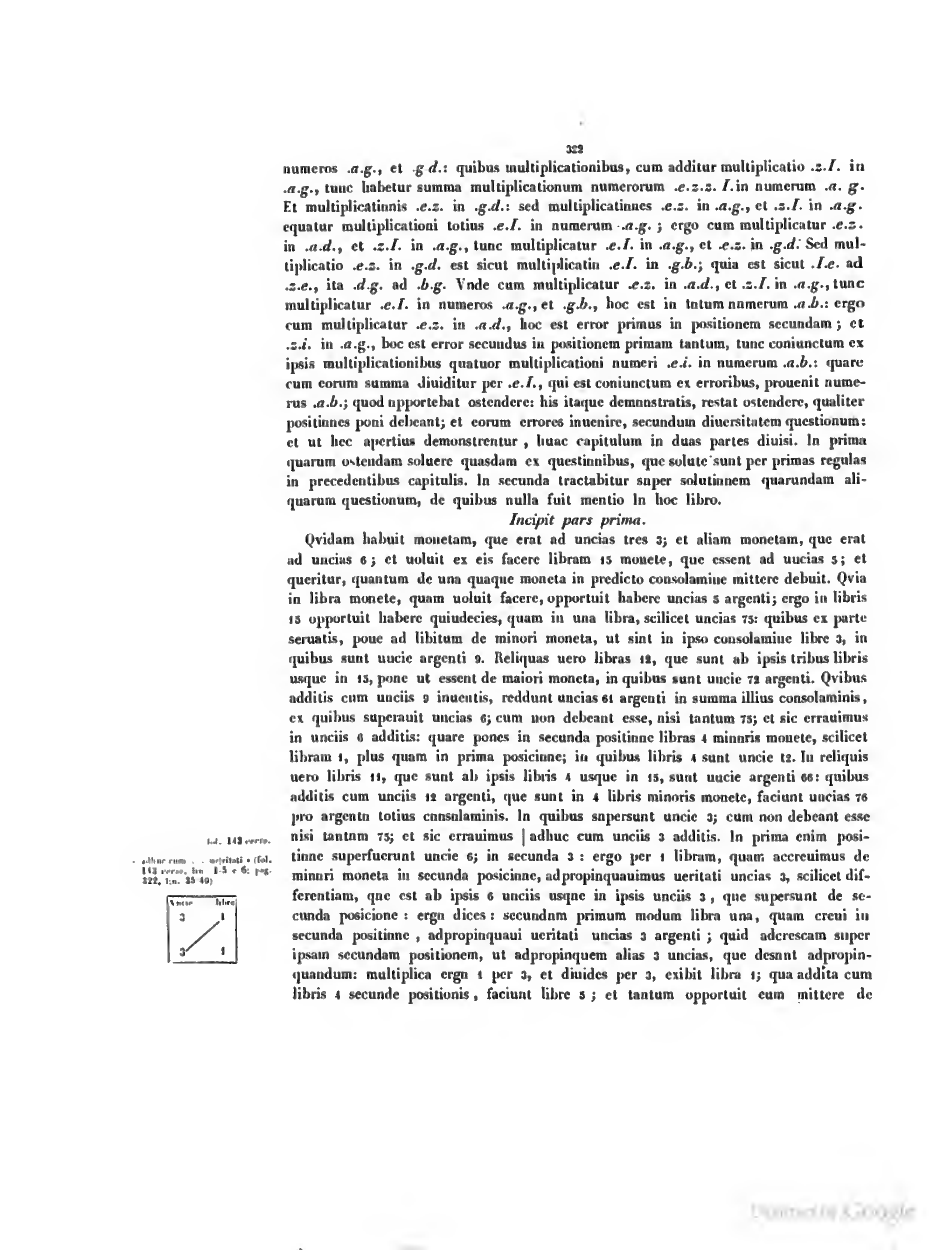 322
numeros .a.g., et .g d.: quibus multiplicationibus, cum additur multiplicatio .z.I. in
.a.g., tunc habetur summa multiplicationum numerorum .e.z.z. I. in numerum .a. g.
Et multiplicationis .e.z. in .g.d.: sed multiplicationes .e.z. in .a.g., et .z.I. in .a.g.
equatur multiplicationi totius .e.I. in numerum .a.g. ; ergo cum multiplicatur .e.z.
in .a.d., et .z.I. in .a.g., tunc multiplicatur .e.I. in .a.g., et .e.z. in .g.d. Sed mul-
tiplicatio .e.z. in .g.d. est sicut multiplicatio .e.I. in .g.b.; quia est sicut .I.e. ad
.z.e., ita .d.g. ad .b.g. Vnde cum multiplicatur .e.z. in .a.d., et .z.I. in .a.g., tunc
multiplicatur .e.I. in numeros .a.g., et .g.b., hoc est in totum numerum .a.b.: ergo
cum multiplicatur .e.z. in .a.d., hoc est error primus in positionem secundam ; et
.z.i. in .a.g., hoc est error secundus in positionem primam tantum, tunc coniunctum ex
ipsis multiplicationibus quatuor multiplicationi numeri .e.i. in numerum .a.b.: quare
cum eorum summa diuiditur per .e.I., qui est coniunctum ex erroribus, prouenit nume-
rus .a.b.; quod opportebat ostendere: his itaque demonstratis, restat ostendere, qualiter
positiones poni debeant; et eorum errores inuenire, secundum diuersitatem questionum:
et ut hec apertius demonstrentur , huac capitulum in duas partes diuisi. In prima
quarum ostendam soluere quasdam ex questionibus, que solute sunt per primas regulas
in precedentibus capitulis. In secunda tractabitur super solutionem quarundam ali-
quarum questionum, de quibus nulla fuit mentio In hoc libro.
Incipit pars prima.
Qvidam habuit monetam, que erat ad uncias tres 3; et aliam monetam, que erat
ad uncias 6 ; et uoluit ex eis facere libram 15 monete, que essent ad uncias 5 ; et
queritur, quantum de una quaque moneta in predicto consolamine mittere debuit. Qvia
in libra monete, quam uoluit facere, opportuit habere uncias 5 argenti; ergo in libris
15 opportuit habere quindecies, quam in una libra, scilicet uncias 75: quibus ex parte
seruatis, pone ad libitum de minori moneta, ut sint in ipso consolamine libre 3, in
quibus sunt uncie argenti 9. Reliquas uero libras 12, que sunt ab ipsis tribus libris
usque in 15, pone ut essent de maiori moneta, in quibus sunt uncie 72 argenti. Qvibus
additis cum unciis 9 inuentis, reddunt uncias 61 argenti in summa illius consolaminis,
ex quibus superauit uncias 6; cum non debeant esse, nisi tantum 75; et sic errauimus
in unciis 6 additis: quare pones in secunda positione libras 4 minoris monete, scilicet
libram 1, plus quam in prima posicione; in quibus libris 4 sunt uncie 12. In reliquis
uero libris 11, que sunt ab ipsis libris 4 usque in 15, sunt uncie argenti 66: quibus
additis cum unciis 12 argenti, que sunt in 4 libris minoris monete, faciunt uncias 76
pro argento totius consolaminis. In quibus supersunt uncie 3; cum non debeant esse
nisi tantum 75; et sic errauimus | adhuc cum unciis 3 additis. In prima enim posi-
tione superfuerunt uncie 6; in secunda 3 : ergo per 1 libram, quam accreuimus de
minori moneta in secunda posicione, adpropinquauimus ueritati uncias 3, scilicet dif-
ferentiam, que est ab ipsis 6 unciis usque in ipsis unciis 3 , que supersunt de se-
cunda posicione : ergo dices : secundum primum modum libra una, quam creui in
secunda positione , adpropinquaui ueritati uncias 3 argenti ; quid adcrescam super
ipsam secundam positionem, ut adpropinquem alias 3 uncias, que desunt adpropin-
quandum: multiplica ergo 1 per 3, et diuides per 3, exibit libra 1; qua addita cum
libris 4 secunde positionis , faciunt libre 5 ; et tantum opportuit eum mittere de
fol. 143 verso.
« adhuc cum . . ueritati » (fol.
143 verso, lin 1-5 e 6; pag.
322, lin. 35-40)
Vncie libre
3 1
3 1